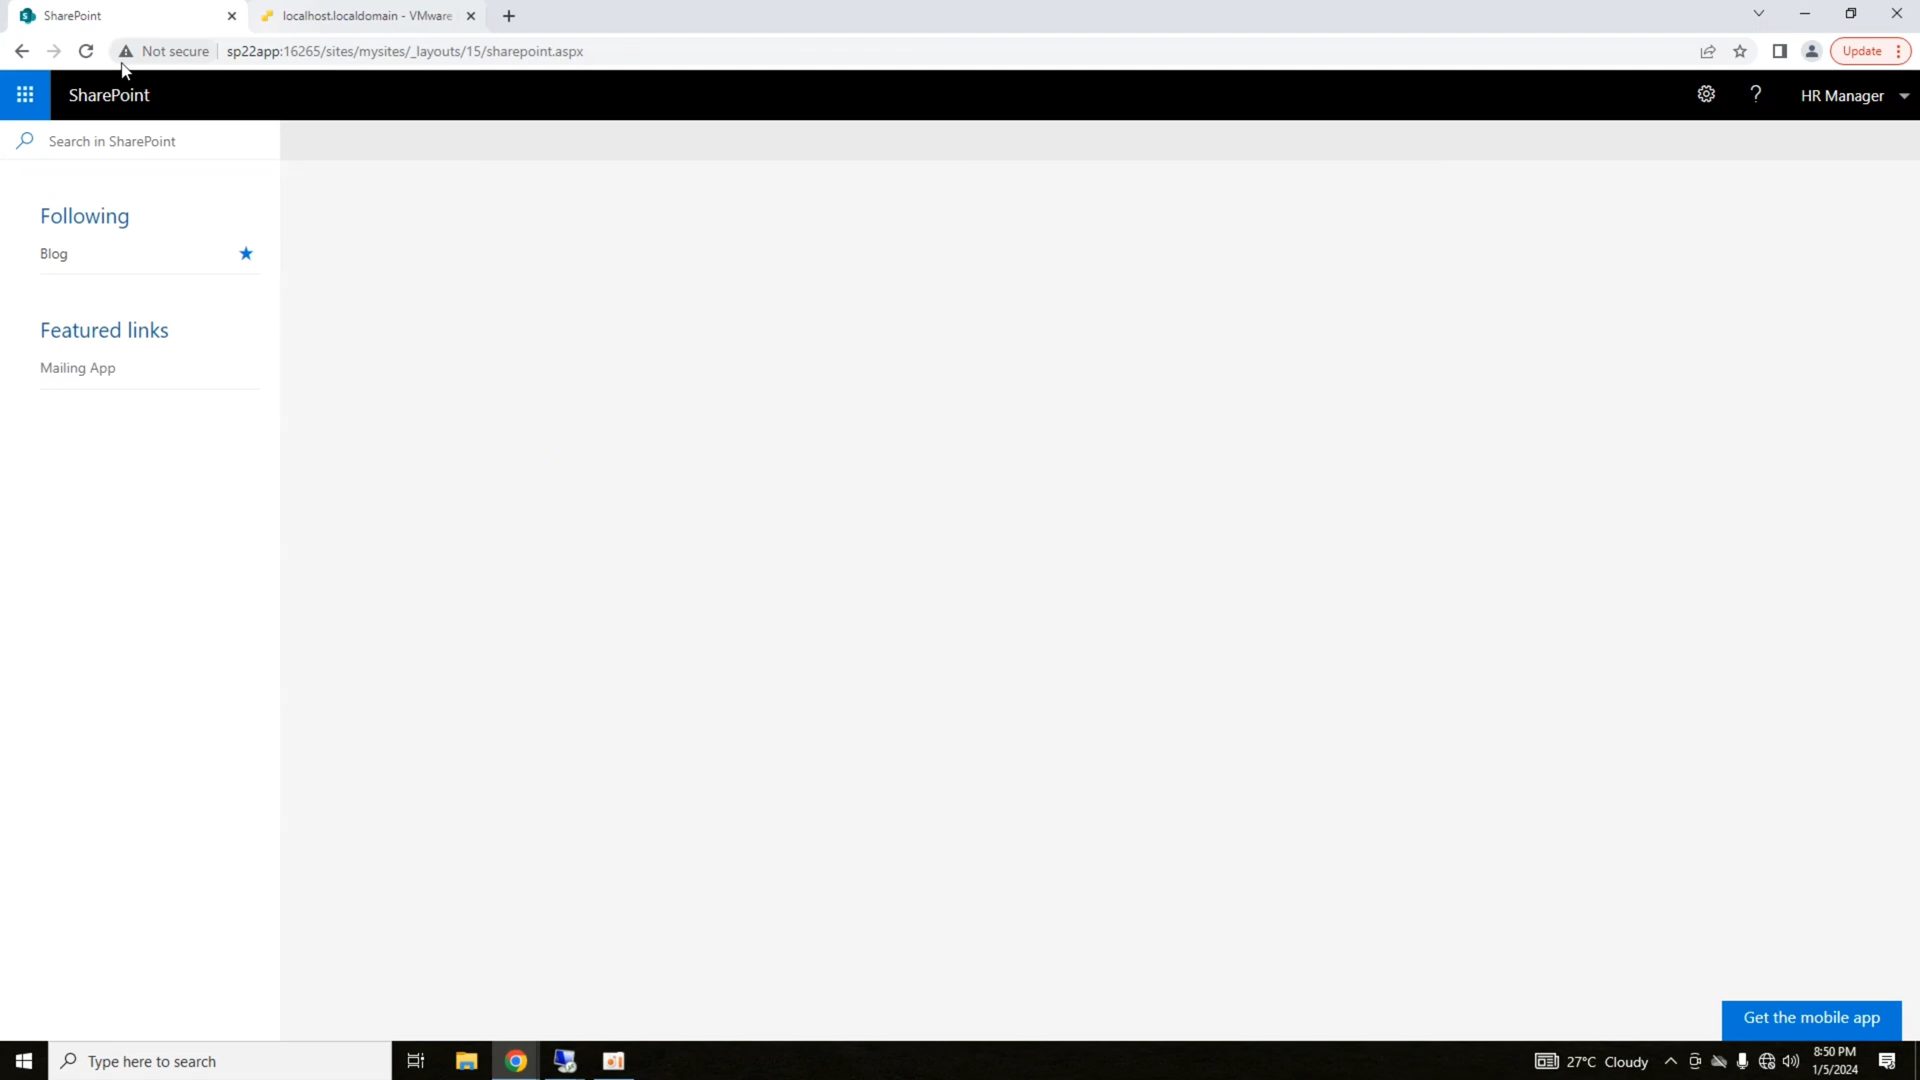 SharePoint
localhost.localdomain - VMware
Not secure
sp22app:16265/sites/mysites/_layouts/15/sharepoint.aspx
Update
SharePoint
?
HR Manager
Search in SharePoint
Following
Blog
Featured links
Mailing App
Get the mobile app
Type here to search
27°C Cloudy
8:50 PM
1/5/2024